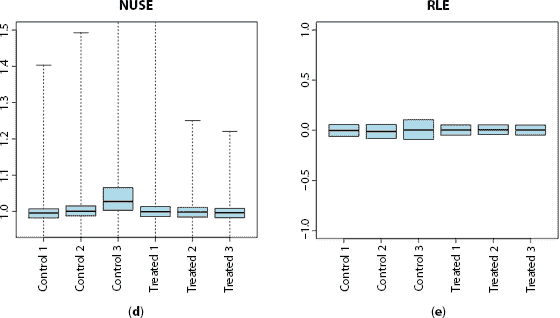 NUSE
1.5
1.4
1.3
1.2
1.1
1.0
Control 1
Control 2
Control 3
Treated 1
Treated 2
Treated 3
(d)
RLE
1.0
0.5
0.0
−0.5
−1.0
Control 1
Control 2
Control 3
Treated 1
Treated 2
Treated 3
(e)